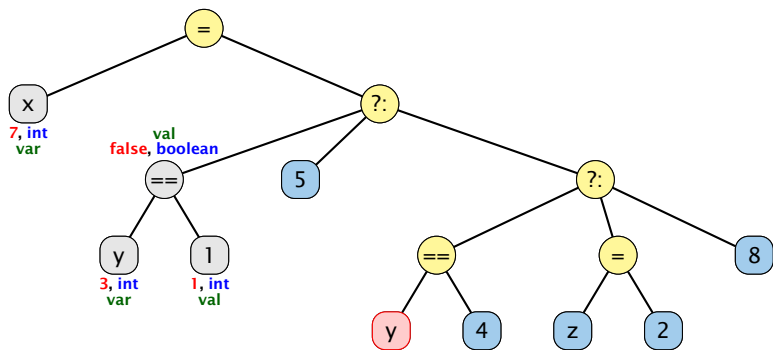 =
x
?:
7, int
var
val
false, boolean
==
5
?:
y
1
==
=
8
3, int
var
1, int
val
y
4
z
2